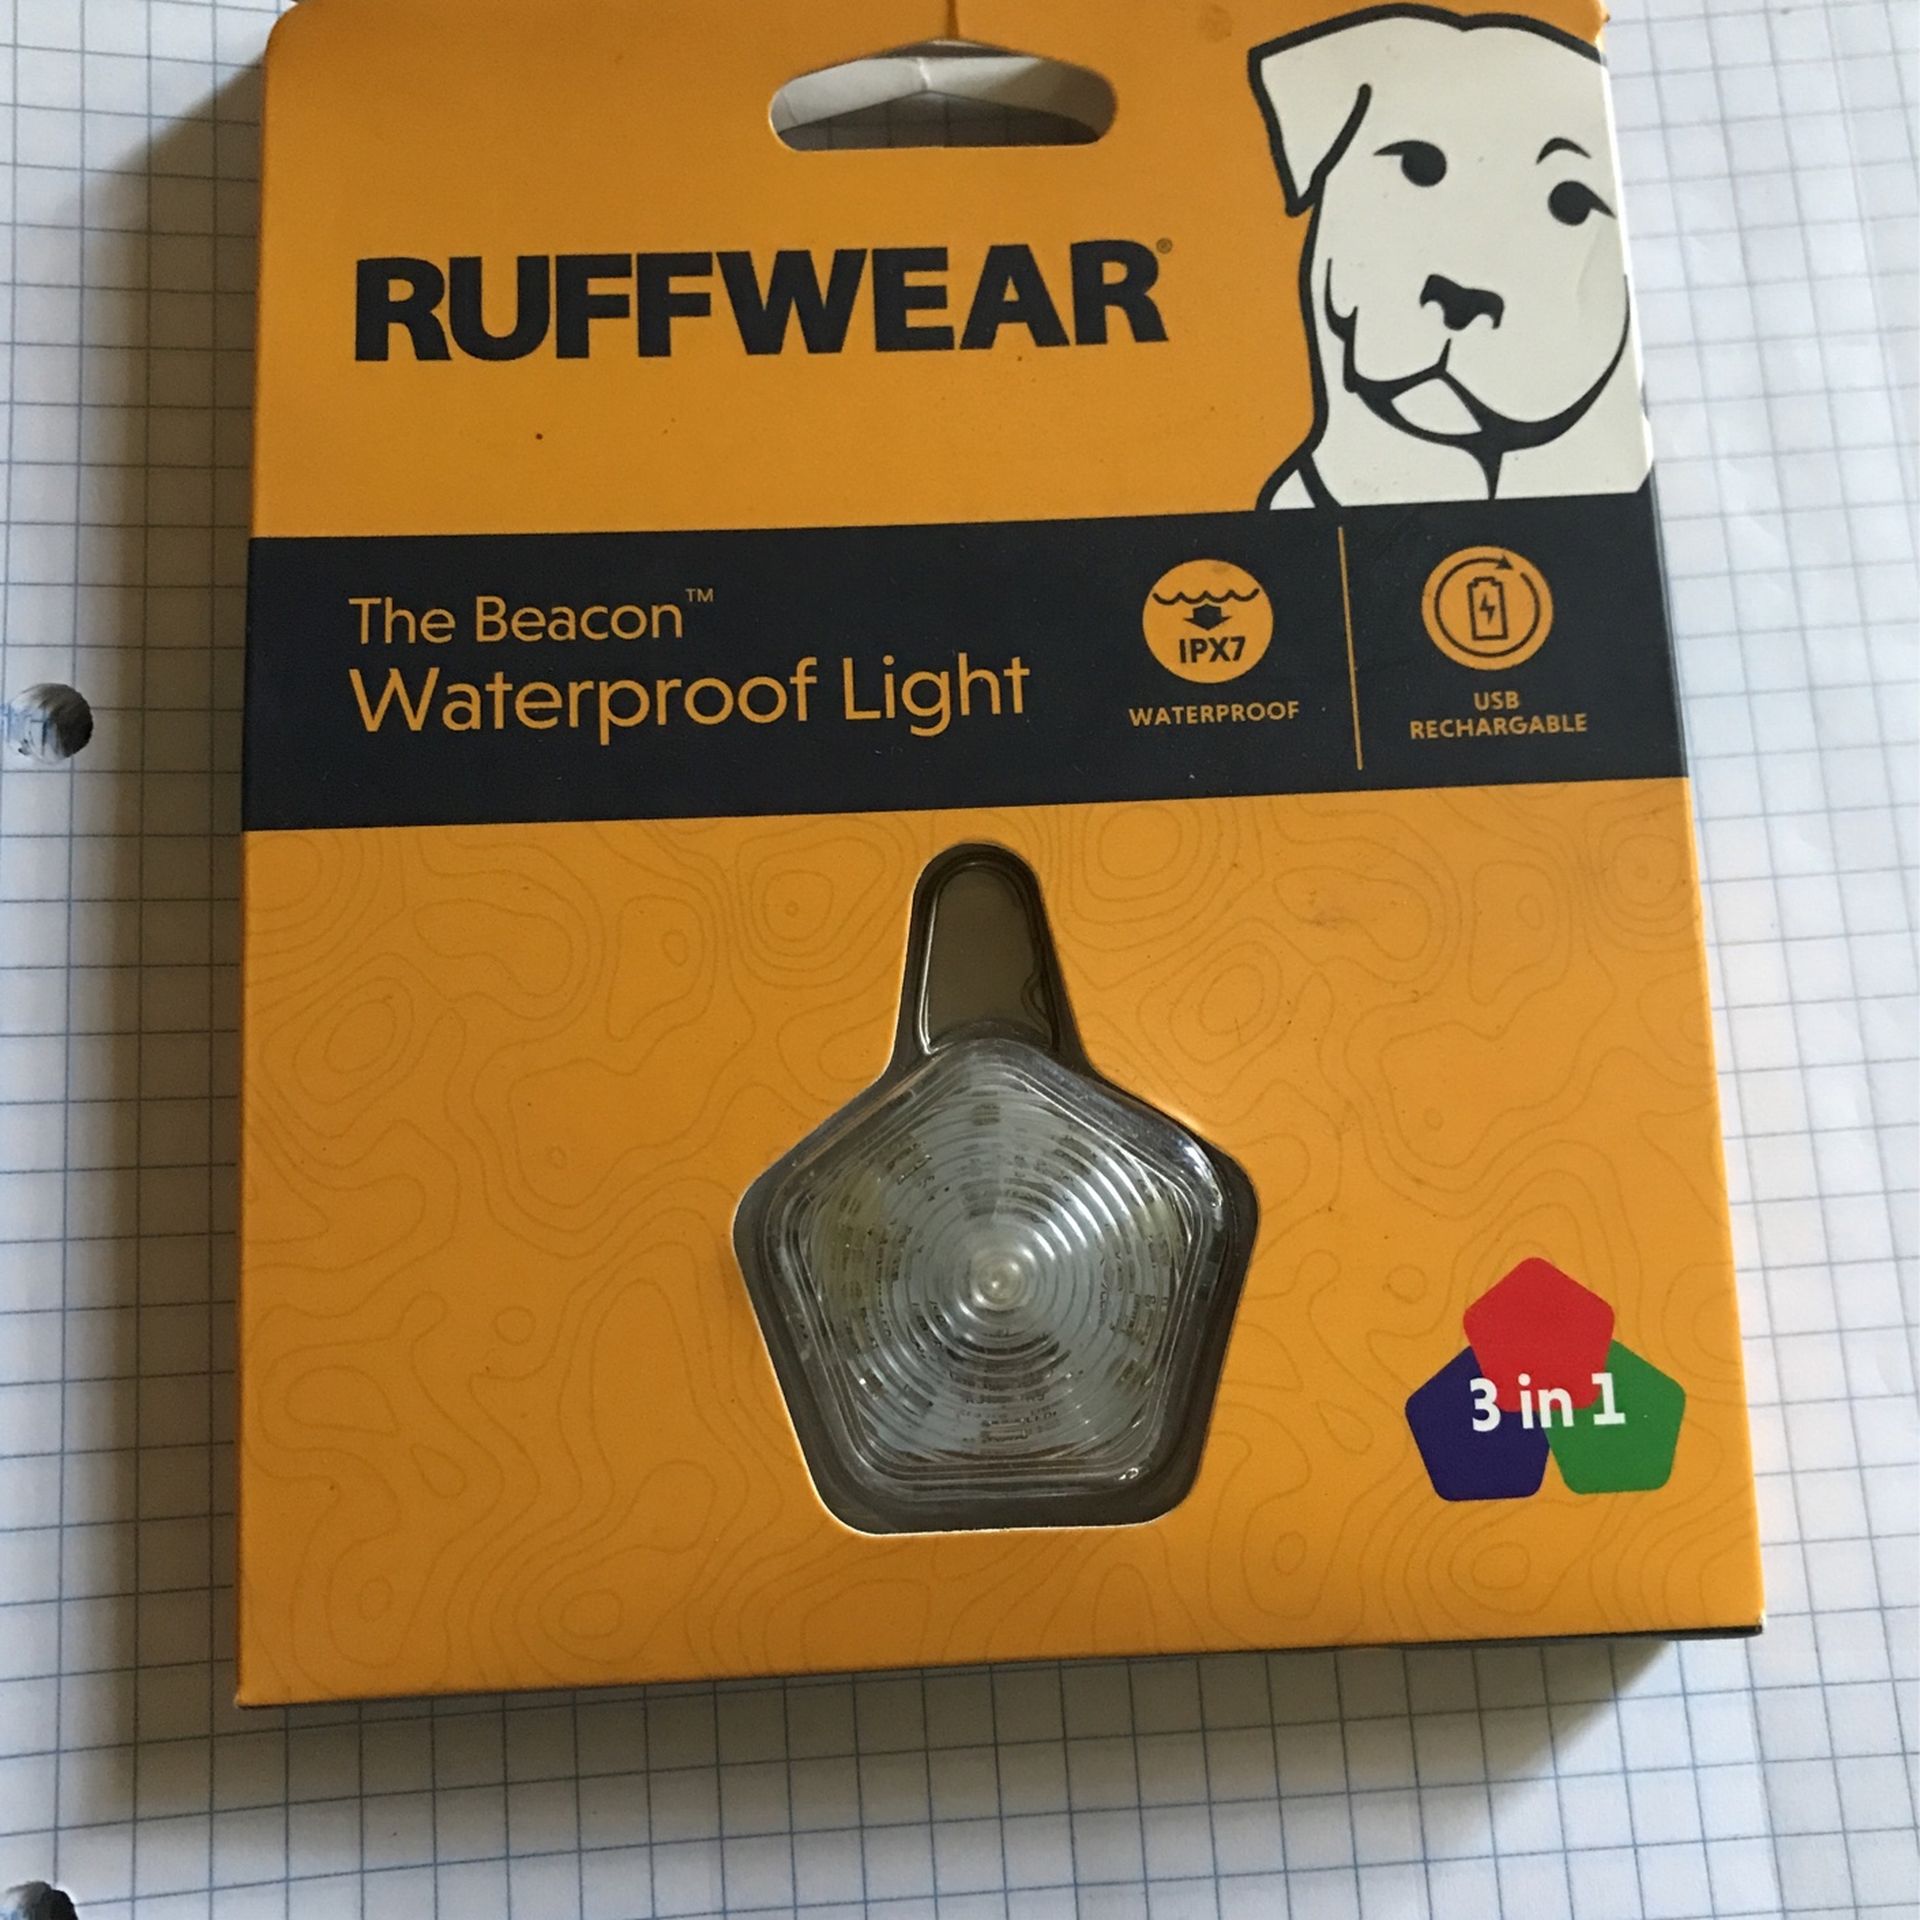 RUFFWEAR®
The Beacon™
Waterproof Light
IPX7
WATERPROOF
USB
RECHARGABLE
3 in 1